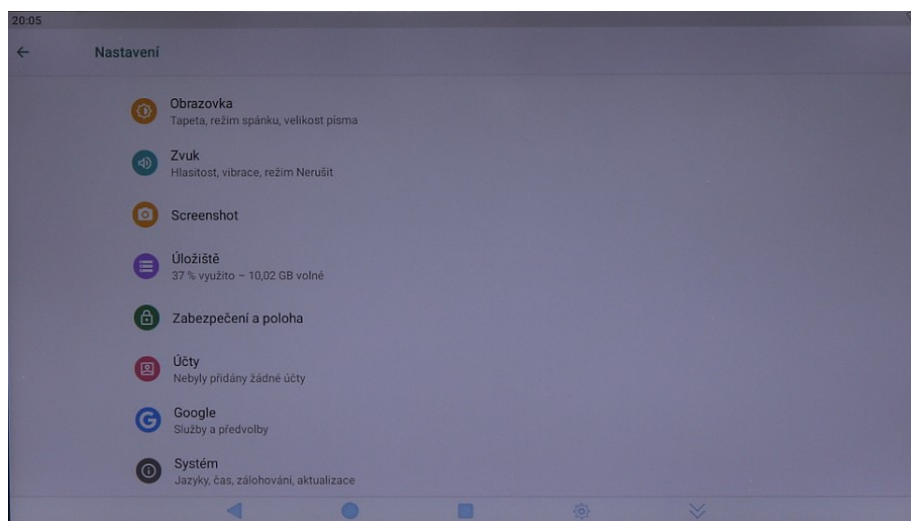 20:05
Nastavení
Obrazovka
Tapeta, režim spánku, velikost písma
Zvuk
Hlasitost, vibrace, režim Nerušit
Screenshot
Úložiště
37 % využito – 10,02 GB volné
Zabezpečení a poloha
Účty
Nebyly přidány žádné účty
Google
Služby a předvolby
Systém
Jazyky, čas, zálohování, aktualizace